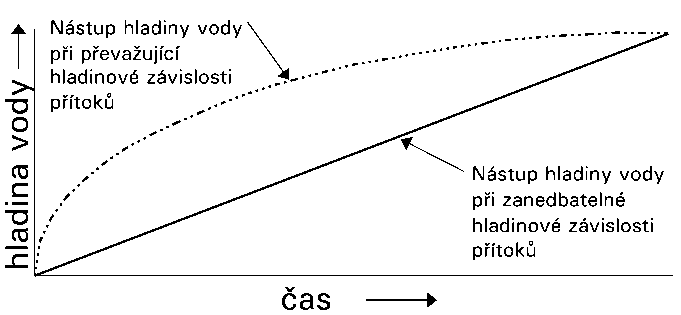 Nástup hladiny vody
při převažující
hladinové závislosti
přítoků
hladina vody
Nástup hladiny vody
při zanedbatelné
hladinové závislosti
přítoků
čas